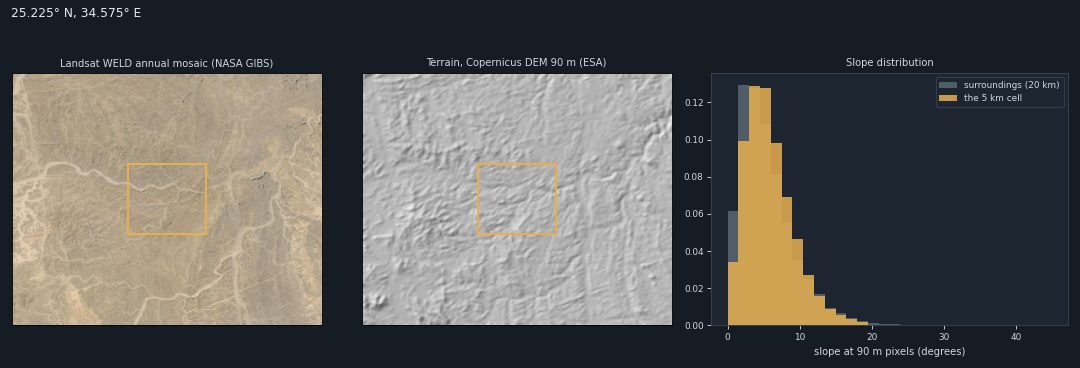 25.225° N, 34.575° E
Landsat WELD annual mosaic (NASA GIBS)
Terrain, Copernicus DEM 90 m (ESA)
Slope distribution
surroundings (20 km)
the 5 km cell
0.12
0.10
0.08
0.06
0.04
0.02
0.00
0 10 20 30 40
slope at 90 m pixels (degrees)